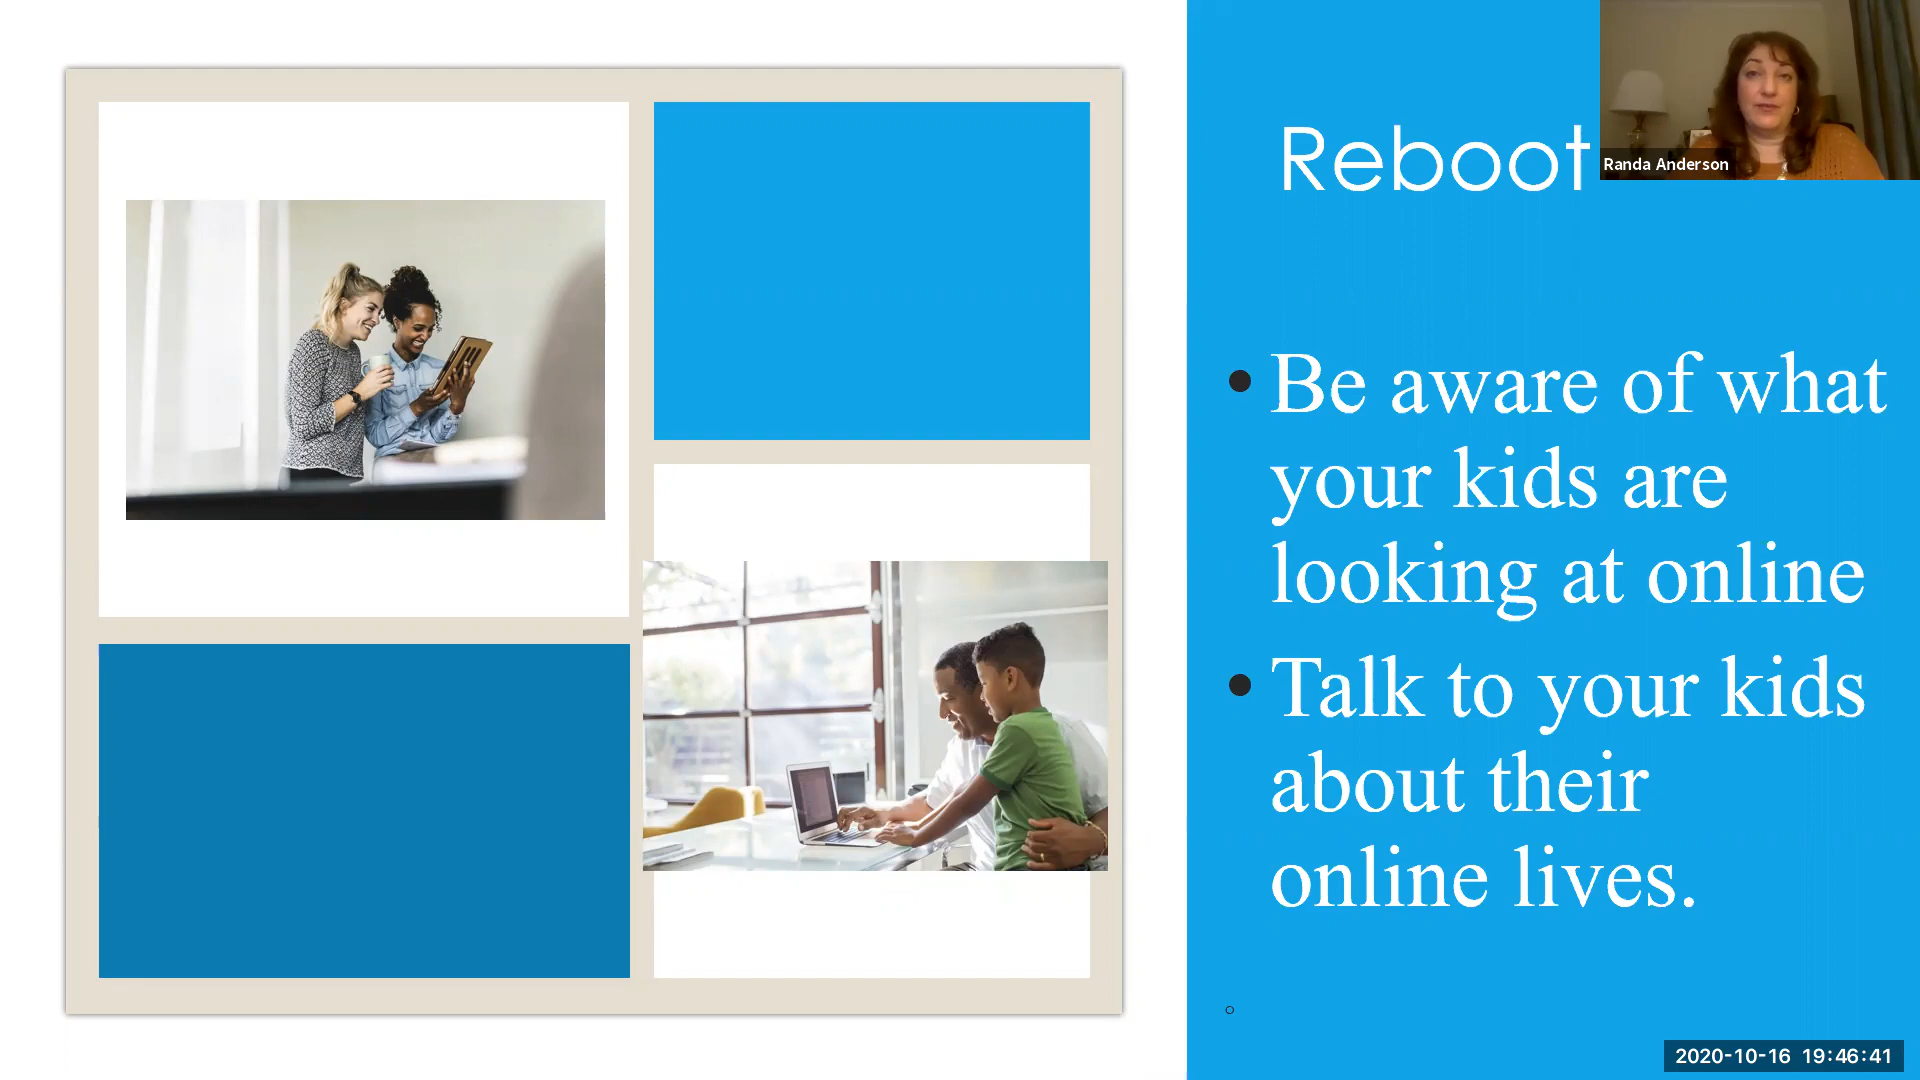 Reboot
Randa Anderson
• Be aware of what
your kids are
looking at online
• Talk to your kids
about their
online lives.
2020-10-16 19:46:41